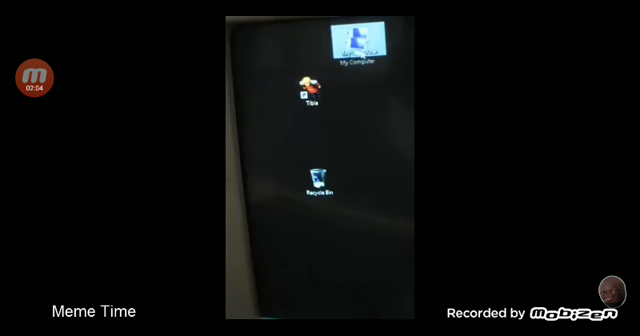 02:04
My Computer
Tibia
Recycle Bin
Meme Time
Recorded by mobizen